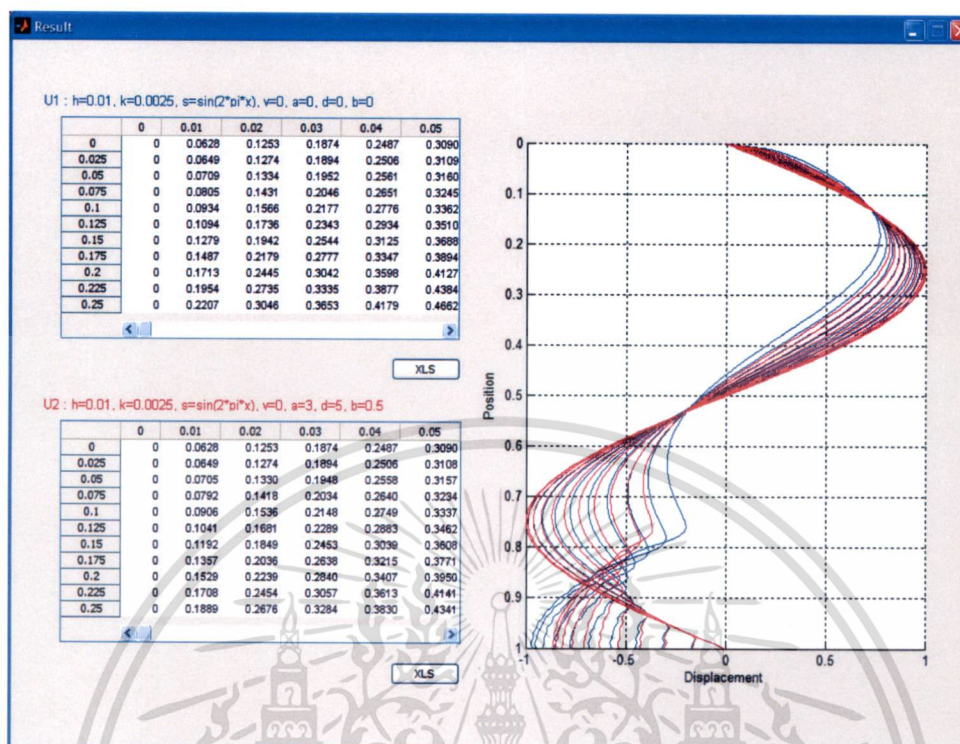 Result
U1 : h=0.01, k=0.0025, s=sin(2*pi*x), v=0, a=0, d=0, b=0
0 0.01 0.02 0.03 0.04 0.05
0 0 0.0628 0.1253 0.1874 0.2487 0.3090
0.025 0 0.0649 0.1274 0.1894 0.2506 0.3109
0.05 0 0.0709 0.1334 0.1952 0.2561 0.3160
0.075 0 0.0805 0.1431 0.2046 0.2651 0.3245
0.1 0 0.0934 0.1566 0.2177 0.2776 0.3362
0.125 0 0.1094 0.1736 0.2343 0.2934 0.3510
0.15 0 0.1279 0.1942 0.2544 0.3125 0.3688
0.175 0 0.1487 0.2179 0.2777 0.3347 0.3894
0.2 0 0.1713 0.2445 0.3042 0.3598 0.4127
0.225 0 0.1954 0.2735 0.3335 0.3877 0.4384
0.25 0 0.2207 0.3046 0.3653 0.4179 0.4662
XLS
U2 : h=0.01, k=0.0025, s=sin(2*pi*x), v=0, a=3, d=5, b=0.5
0 0.01 0.02 0.03 0.04 0.05
0 0 0.0628 0.1253 0.1874 0.2487 0.3090
0.025 0 0.0649 0.1274 0.1894 0.2506 0.3108
0.05 0 0.0705 0.1330 0.1948 0.2558 0.3157
0.075 0 0.0792 0.1418 0.2034 0.2640 0.3234
0.1 0 0.0906 0.1536 0.2148 0.2749 0.3337
0.125 0 0.1041 0.1681 0.2289 0.2883 0.3462
0.15 0 0.1192 0.1849 0.2453 0.3039 0.3608
0.175 0 0.1357 0.2036 0.2638 0.3215 0.3771
0.2 0 0.1529 0.2239 0.2840 0.3407 0.3950
0.225 0 0.1708 0.2454 0.3057 0.3613 0.4141
0.25 0 0.1889 0.2676 0.3284 0.3830 0.4341
XLS
0
0.1
0.2
0.3
0.4
0.5
0.6
0.7
0.8
0.9
1
Position
-1 -0.5 0 0.5 1
Displacement